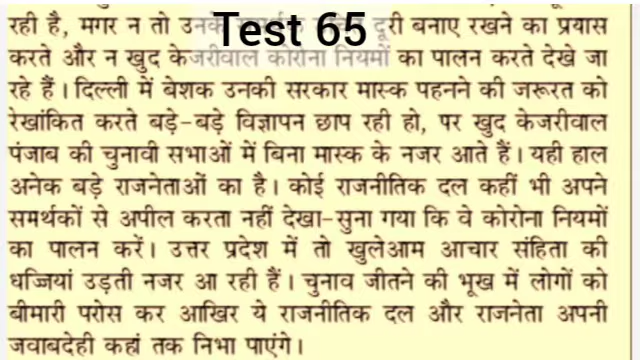 Test 65
रही है, मगर न तो उनके समर्थक दूरी बनाए रखने का प्रयास
करते और न खुद केजरीवाल कोरोना नियमों का पालन करते देखे जा
रहे हैं। दिल्ली में बेशक उनकी सरकार मास्क पहनने की जरूरत को
रेखांकित करते बड़े-बड़े विज्ञापन छाप रही हो, पर खुद केजरीवाल
पंजाब की चुनावी सभाओं में बिना मास्क के नजर आते हैं। यही हाल
अनेक बड़े राजनेताओं का है। कोई राजनीतिक दल कहीं भी अपने
समर्थकों से अपील करता नहीं देखा-सुना गया कि वे कोरोना नियमों
का पालन करें। उत्तर प्रदेश में तो खुलेआम आचार संहिता की
धज्जियां उड़ती नजर आ रही हैं। चुनाव जीतने की भूख में लोगों को
बीमारी परोस कर आखिर ये राजनीतिक दल और राजनेता अपनी
जवाबदेही कहां तक निभा पाएंगे।